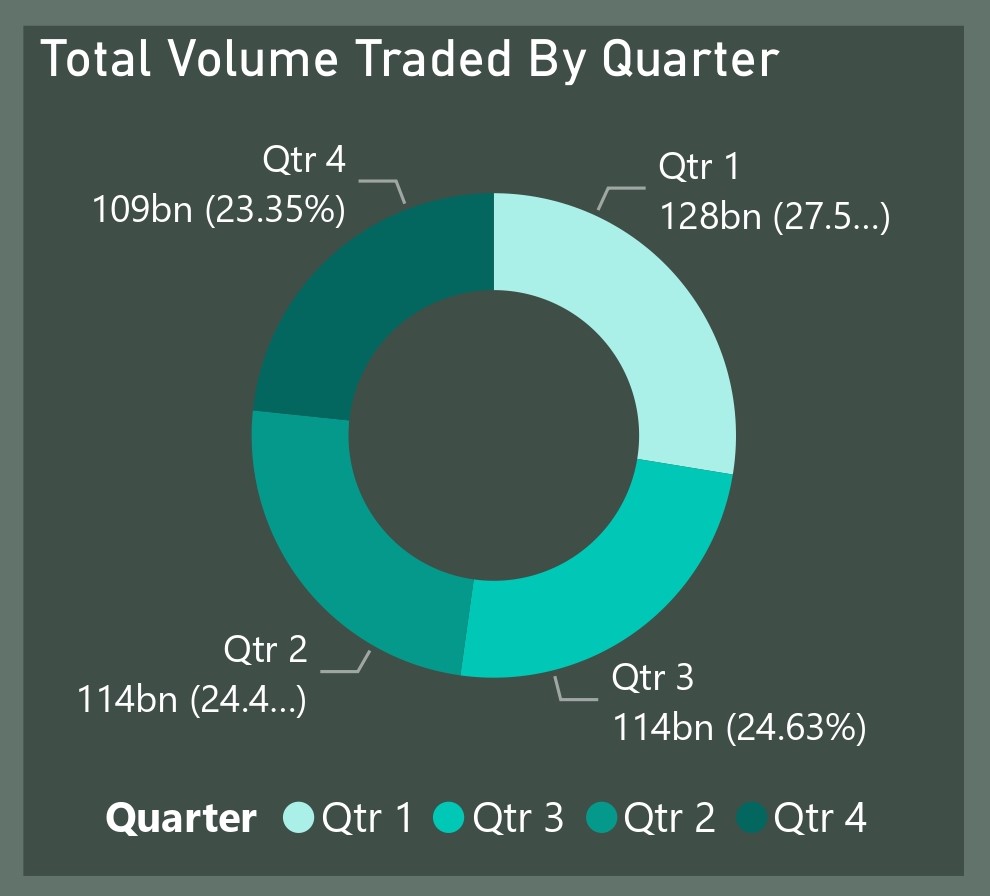 Total Volume Traded By Quarter
Qtr 4
109bn (23.35%)
Qtr 1
128bn (27.5...)
Qtr 2
114bn (24.4...)
Qtr 3
114bn (24.63%)
Quarter Qtr 1 Qtr 3 Qtr 2 Qtr 4